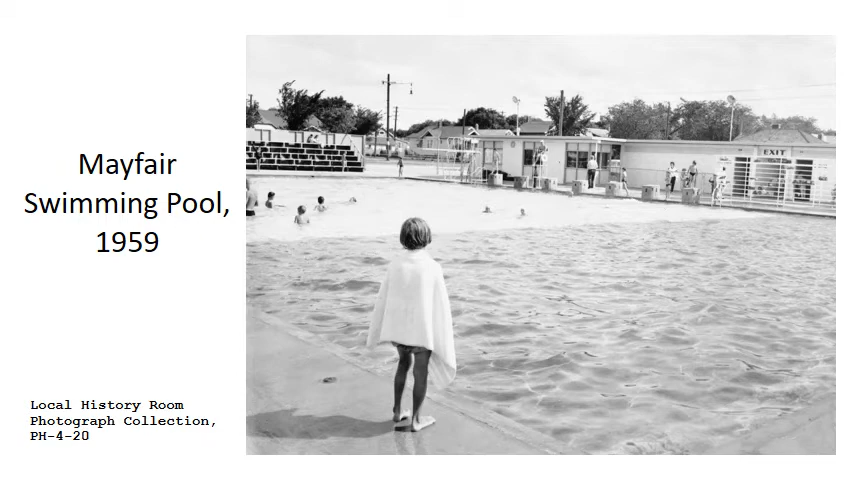 Mayfair
Swimming Pool,
1959
EXIT
Local History Room
Photograph Collection,
PH-4-20